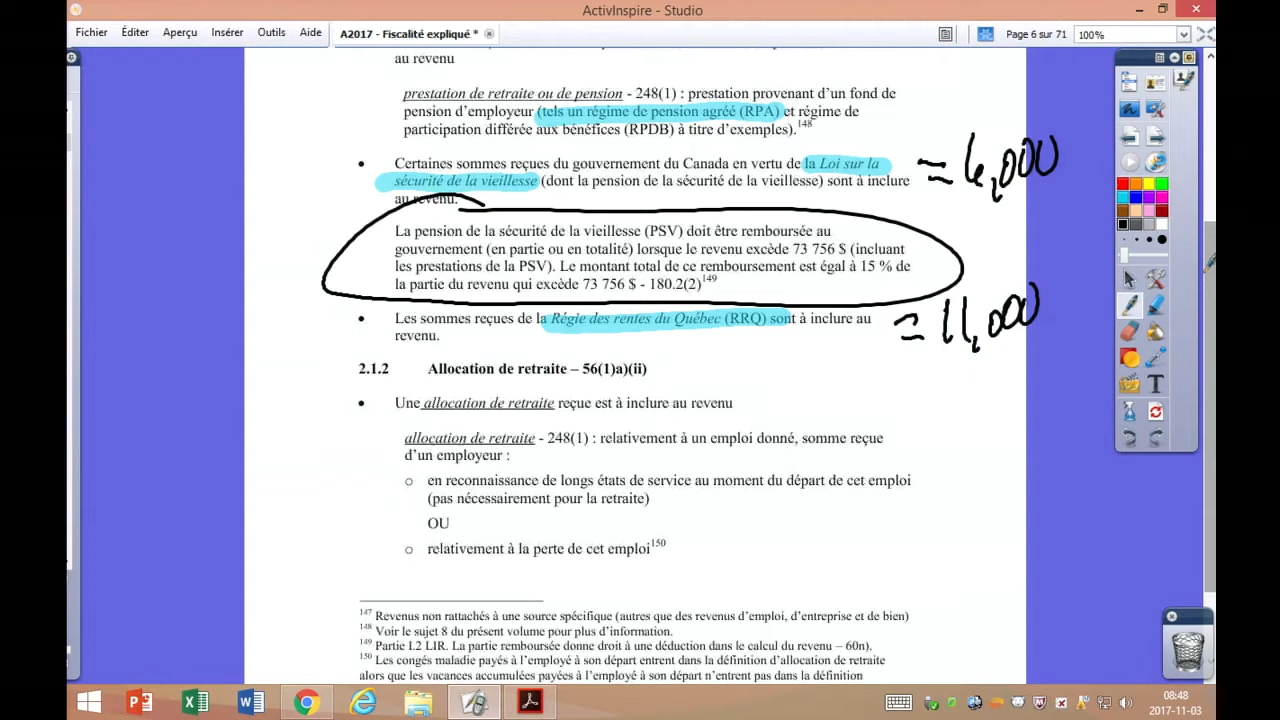 ActivInspire - Studio
Fichier Éditer Aperçu Insérer Outils Aide A2017 - Fiscalité expliqué * Page 6 sur 71 100%
au revenu
prestation de retraite ou de pension - 248(1) : prestation provenant d'un fond de
pension d'employeur (tels un régime de pension agréé (RPA) et régime de
participation différée aux bénéfices (RPDB) à titre d'exemples).148
• Certaines sommes reçues du gouvernement du Canada en vertu de la Loi sur la
sécurité de la vieillesse (dont la pension de la sécurité de la vieillesse) sont à inclure
au revenu.
= 6,000
La pension de la sécurité de la vieillesse (PSV) doit être remboursée au
gouvernement (en partie ou en totalité) lorsque le revenu excède 73 756 $ (incluant
les prestations de la PSV). Le montant total de ce remboursement est égal à 15 % de
la partie du revenu qui excède 73 756 $ - 180.2(2)149
• Les sommes reçues de la Régie des rentes du Québec (RRQ) sont à inclure au
revenu.
= 11,000
2.1.2 Allocation de retraite – 56(1)a)(ii)
• Une allocation de retraite reçue est à inclure au revenu
allocation de retraite - 248(1) : relativement à un emploi donné, somme reçue
d'un employeur :
o en reconnaissance de longs états de service au moment du départ de cet emploi
(pas nécessairement pour la retraite)
OU
o relativement à la perte de cet emploi150
147 Revenus non rattachés à une source spécifique (autres que des revenus d'emploi, d'entreprise et de bien)
148 Voir le sujet 8 du présent volume pour plus d'information.
149 Partie I.2 LIR. La partie remboursée donne droit à une déduction dans le calcul du revenu – 60n).
150 Les congés maladie payés à l'employé à son départ entrent dans la définition d'allocation de retraite
alors que les vacances accumulées payées à l'employé à son départ n'entrent pas dans la définition
08:48
2017-11-03